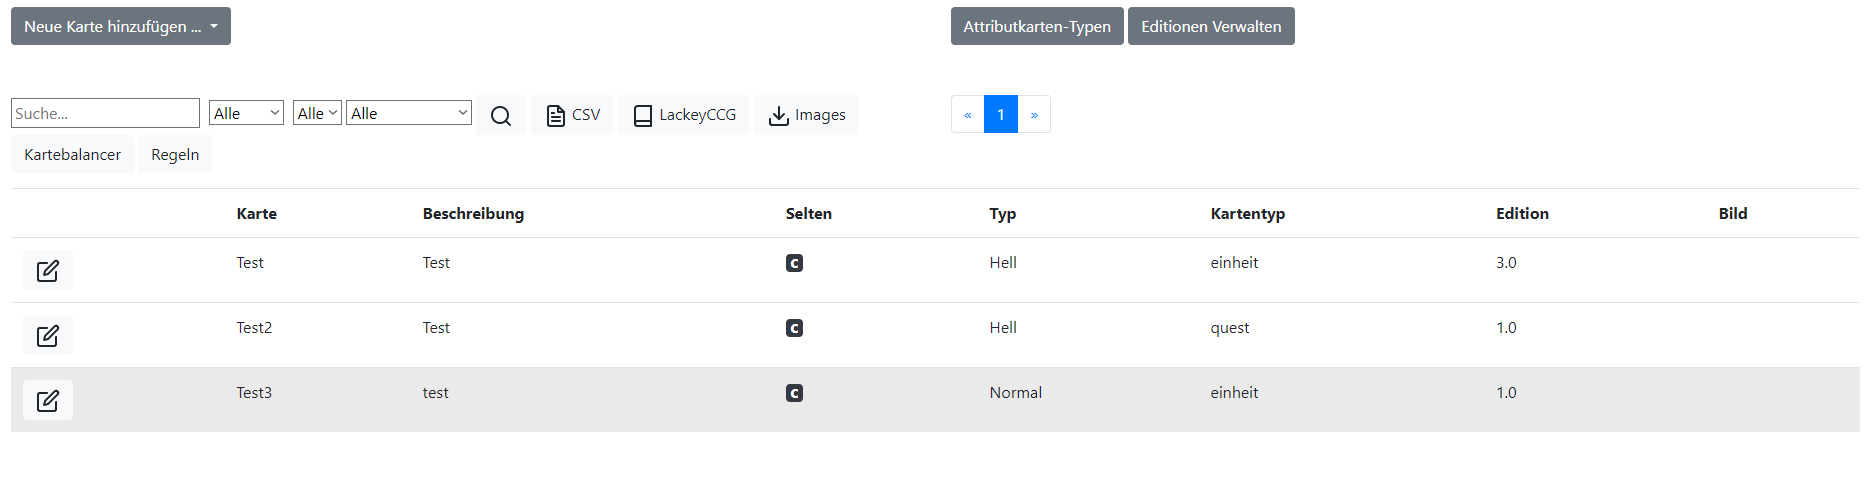 Neue Karte hinzufügen ...
Attributkarten-Typen Editionen Verwalten
Suche... Alle Alle Alle CSV LackeyCCG Images « 1 »
Kartebalancer Regeln
Karte Beschreibung Selten Typ Kartentyp Edition Bild
Test Test C Hell einheit 3.0
Test2 Test C Hell quest 1.0
Test3 test C Normal einheit 1.0